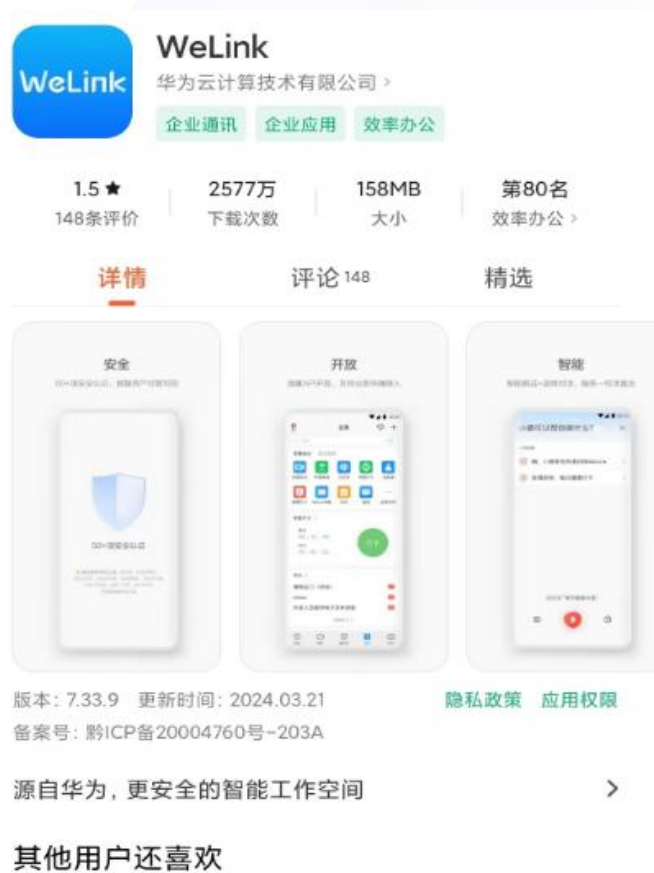 WeLink
WeLink
华为云计算技术有限公司 >
企业通讯 企业应用 效率办公
1.5 ★ 2577万 158MB 第80名
148条评价 下载次数 大小 效率办公 >
详情 评论 148 精选
安全 开放 智能
50+项安全认证
版本: 7.33.9 更新时间: 2024.03.21 隐私政策 应用权限
备案号: 黔ICP备20004760号-203A
源自华为, 更安全的智能工作空间 >
其他用户还喜欢